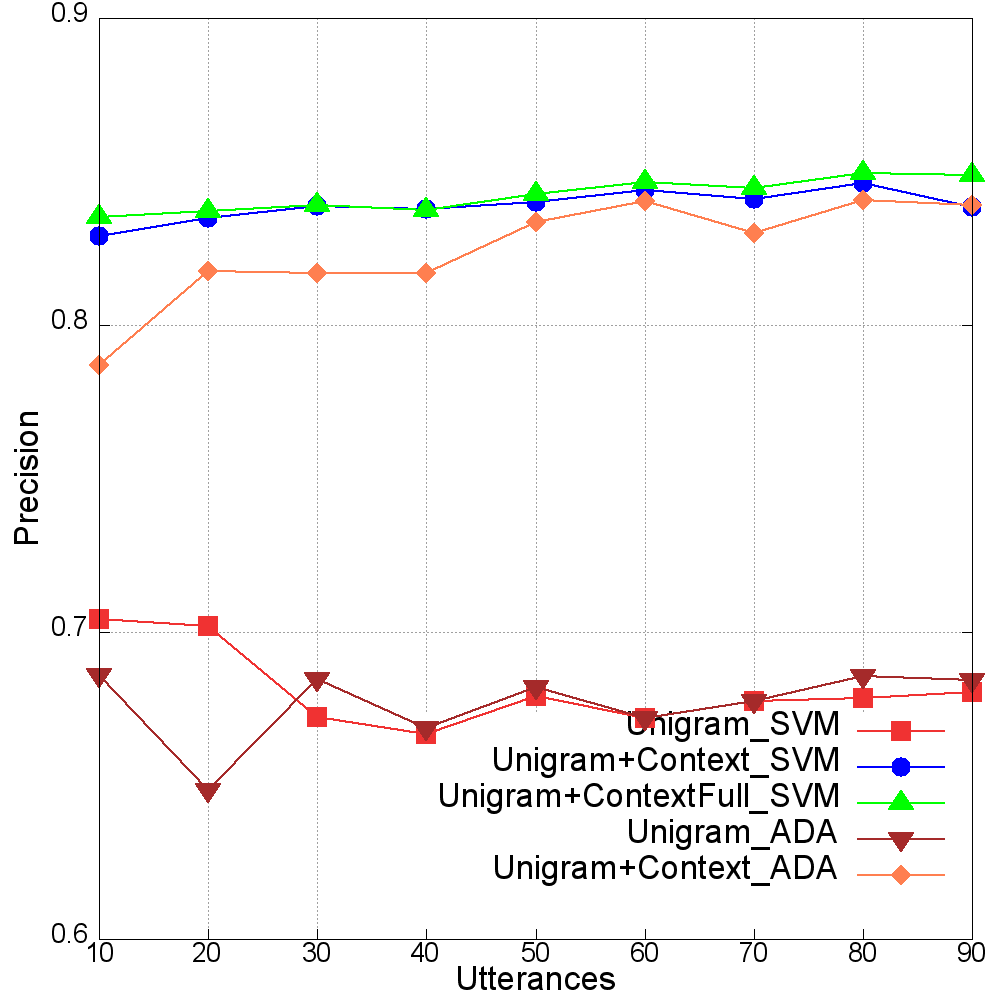 0.9
0.8
0.7
0.6
Precision
Unigram_SVM
Unigram+Context_SVM
Unigram+ContextFull_SVM
Unigram_ADA
Unigram+Context_ADA
10 20 30 40 50 60 70 80 90
Utterances